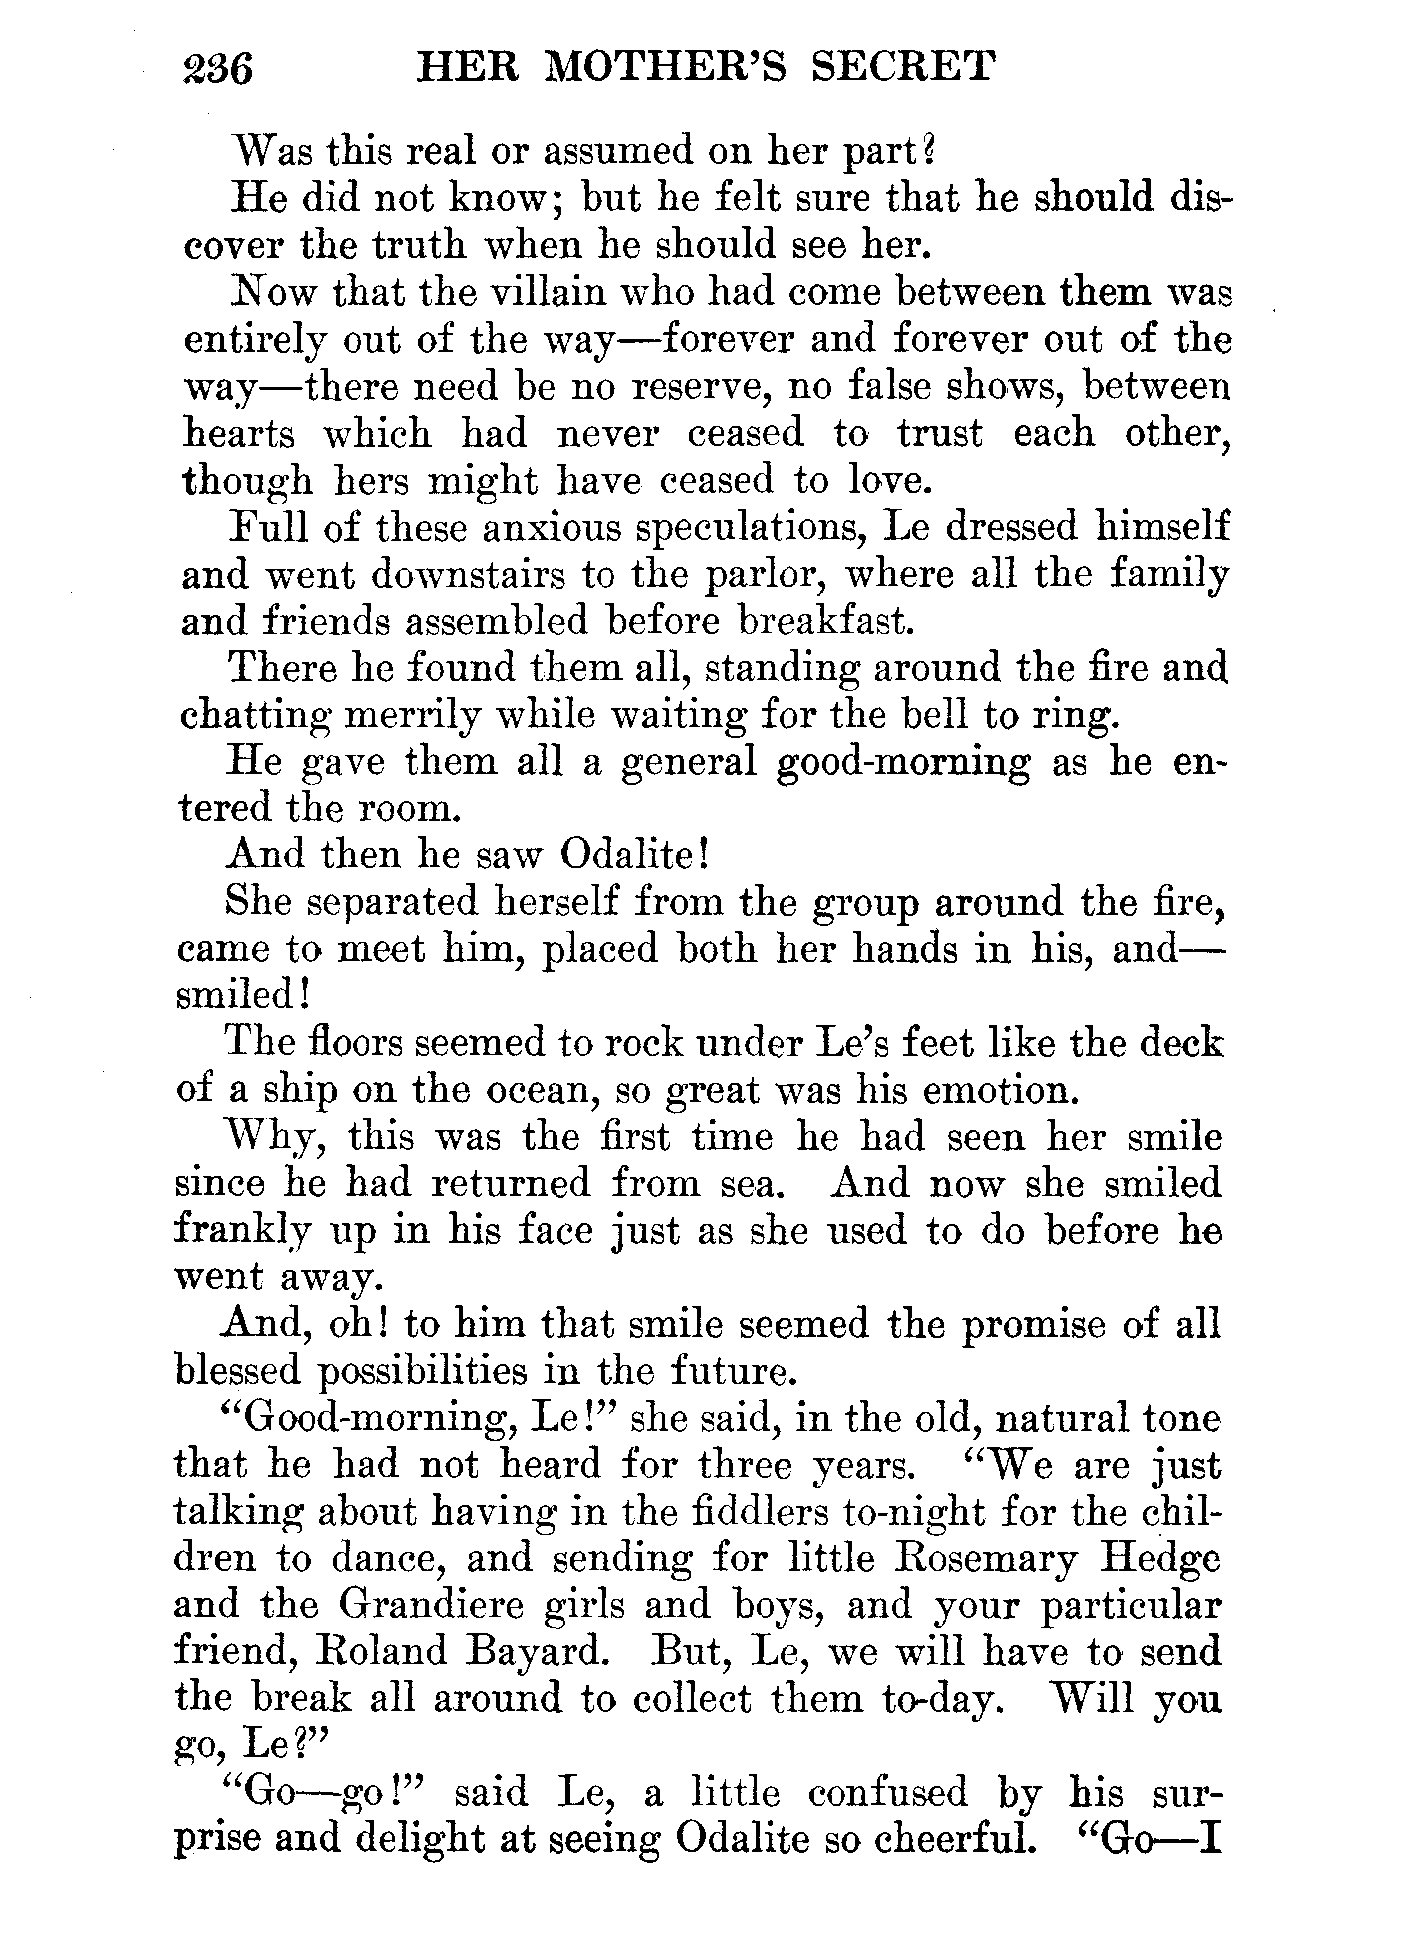 236 HER MOTHER'S SECRET
Was this real or assumed on her part?
He did not know; but he felt sure that he should dis-
cover the truth when he should see her.
Now that the villain who had come between them was
entirely out of the way—forever and forever out of the
way—there need be no reserve, no false shows, between
hearts which had never ceased to trust each other,
though hers might have ceased to love.
Full of these anxious speculations, Le dressed himself
and went downstairs to the parlor, where all the family
and friends assembled before breakfast.
There he found them all, standing around the fire and
chatting merrily while waiting for the bell to ring.
He gave them all a general good-morning as he en-
tered the room.
And then he saw Odalite!
She separated herself from the group around the fire,
came to meet him, placed both her hands in his, and—
smiled!
The floors seemed to rock under Le's feet like the deck
of a ship on the ocean, so great was his emotion.
Why, this was the first time he had seen her smile
since he had returned from sea. And now she smiled
frankly up in his face just as she used to do before he
went away.
And, oh! to him that smile seemed the promise of all
blessed possibilities in the future.
"Good-morning, Le!" she said, in the old, natural tone
that he had not heard for three years. "We are just
talking about having in the fiddlers to-night for the chil-
dren to dance, and sending for little Rosemary Hedge
and the Grandiere girls and boys, and your particular
friend, Roland Bayard. But, Le, we will have to send
the break all around to collect them to-day. Will you
go, Le?"
"Go—go!" said Le, a little confused by his sur-
prise and delight at seeing Odalite so cheerful. "Go—I